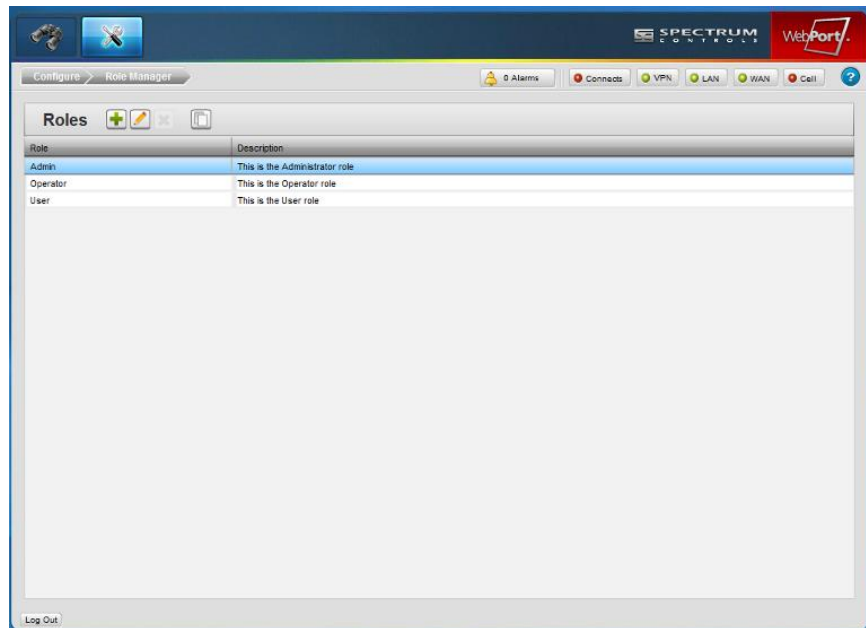 SPECTRUM
CONTROLS
WebPort.
Configure
Role Manager
0 Alarms
Connects
VPN
LAN
WAN
Cell
?
Roles
Role
Description
Admin
This is the Administrator role
Operator
This is the Operator role
User
This is the User role
Log Out